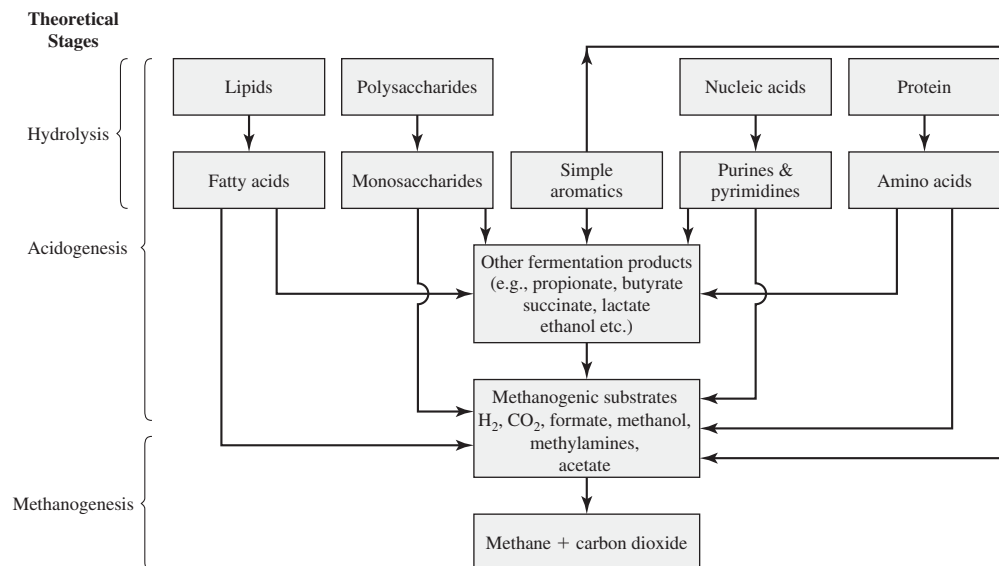 Theoretical
Stages
Lipids
Polysaccharides
Nucleic acids
Protein
Hydrolysis
Fatty acids
Monosaccharides
Simple
aromatics
Purines &
pyrimidines
Amino acids
Acidogenesis
Other fermentation products
(e.g., propionate, butyrate
succinate, lactate
ethanol etc.)
Methanogenic substrates
H₂, CO₂, formate, methanol,
methylamines,
acetate
Methanogenesis
Methane + carbon dioxide